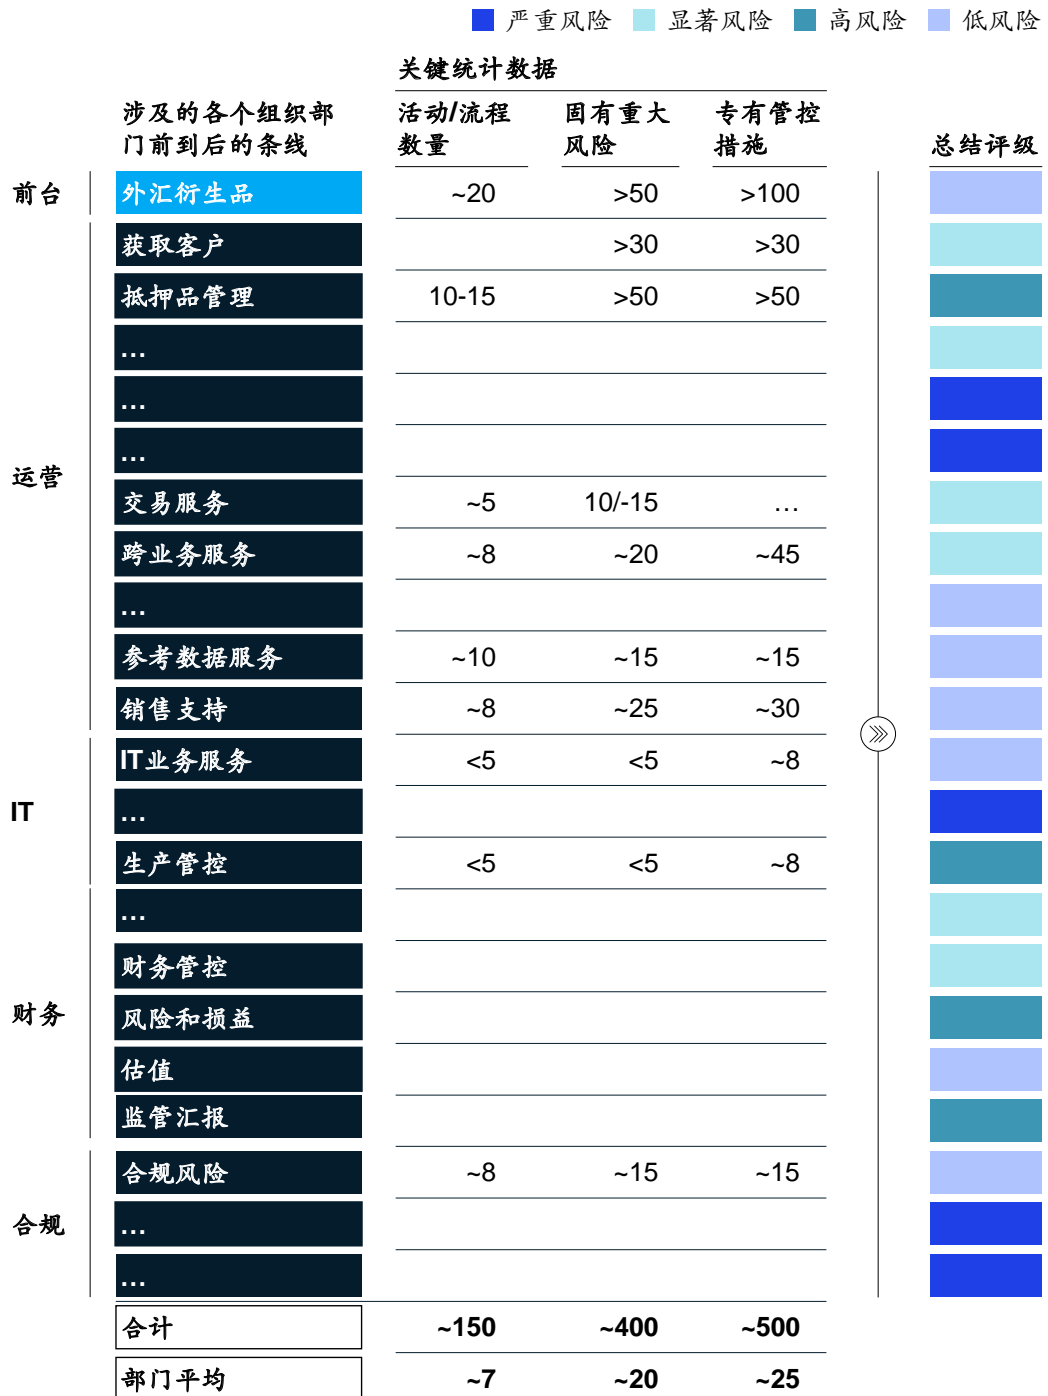 严重风险 显著风险 高风险 低风险
关键统计数据
涉及的各个组织部
门前到后的条线
活动/流程
数量
固有重大
风险
专有管控
措施
总结评级
前台
外汇衍生品 ~20 >50 >100
获取客户 >30 >30
抵押品管理 10-15 >50 >50
...
...
...
运营
交易服务 ~5 10/-15 ...
跨业务服务 ~8 ~20 ~45
...
参考数据服务 ~10 ~15 ~15
销售支持 ~8 ~25 ~30
IT业务服务 <5 <5 ~8
IT
...
生产管控 <5 <5 ~8
...
财务管控
财务
风险和损益
估值
监管汇报
合规风险 ~8 ~15 ~15
合规
...
...
合计 ~150 ~400 ~500
部门平均 ~7 ~20 ~25